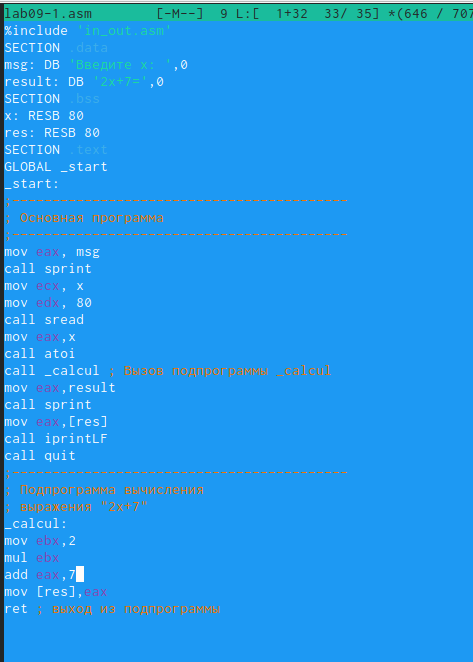 lab09-1.asm [-M--] 9 L:[ 1+32 33/ 35] *(646 / 707
%include 'in_out.asm'
SECTION .data
msg: DB 'Введите x: ',0
result: DB '2x+7=',0
SECTION .bss
x: RESB 80
res: RESB 80
SECTION .text
GLOBAL _start
_start:
;------------------------------------------
; Основная программа
;------------------------------------------
mov eax, msg
call sprint
mov ecx, x
mov edx, 80
call sread
mov eax,x
call atoi
call _calcul ; Вызов подпрограммы _calcul
mov eax,result
call sprint
mov eax,[res]
call iprintLF
call quit
;------------------------------------------
; Подпрограмма вычисления
; выражения "2x+7"
_calcul:
mov ebx,2
mul ebx
add eax,7
mov [res],eax
ret ; выход из подпрограммы